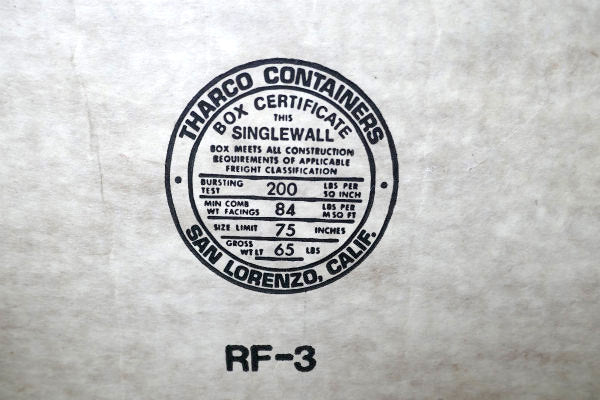 THARCO CONTAINERS
BOX CERTIFICATE
THIS
SINGLEWALL
BOX MEETS ALL CONSTRUCTION
REQUIREMENTS OF APPLICABLE
FREIGHT CLASSIFICATION
BURSTING TEST 200 LBS PER SQ INCH
MIN COMB WT FACINGS 84 LBS PER M SQ FT
SIZE LIMIT 75 INCHES
GROSS WT LT 65 LBS
SAN LORENZO, CALIF.
RF-3